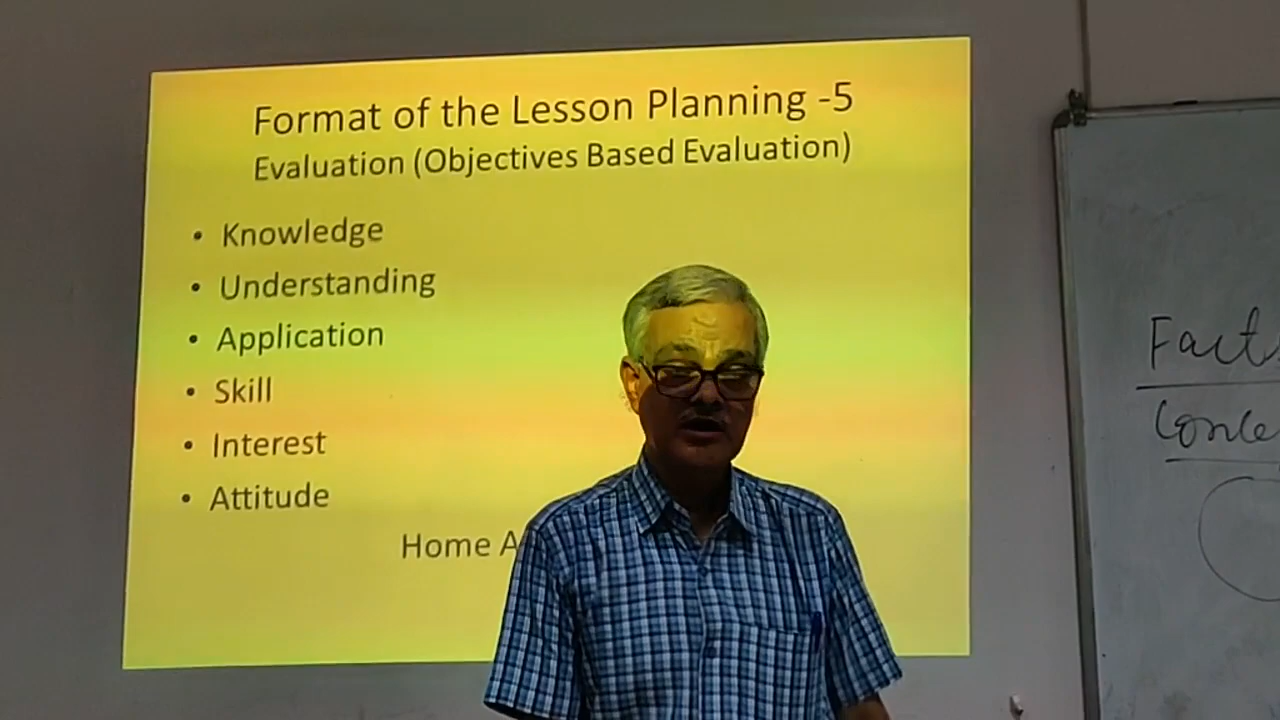 Format of the Lesson Planning -5
Evaluation (Objectives Based Evaluation)
• Knowledge
• Understanding
• Application
• Skill
• Interest
• Attitude
Home